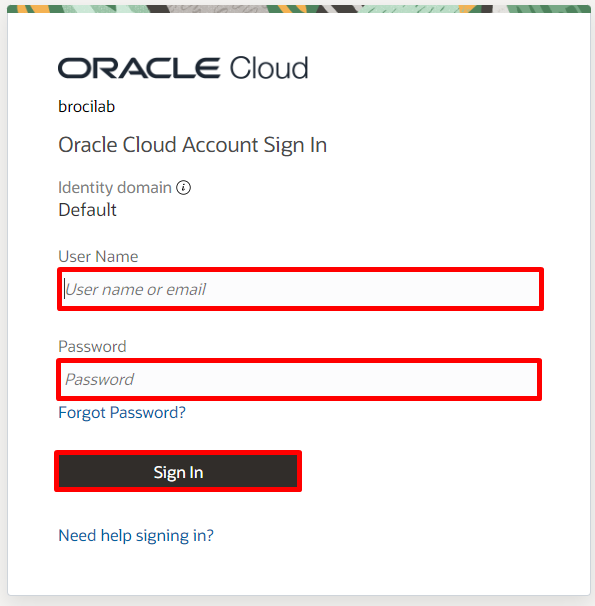 ORACLE Cloud
brocilab
Oracle Cloud Account Sign In
Identity domain i
Default
User Name
User name or email
Password
Password
Forgot Password?
Sign In
Need help signing in?